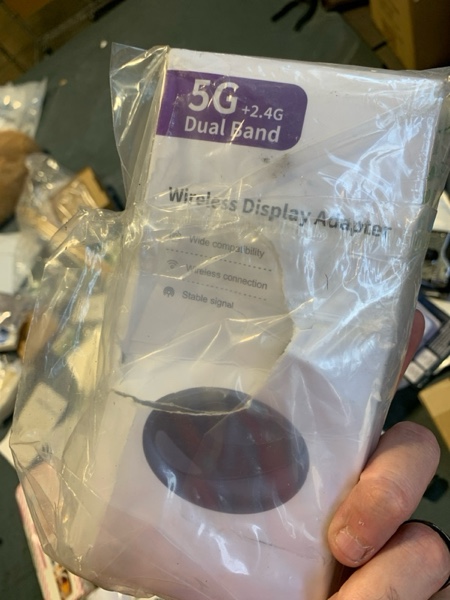 5G +2.4G
Dual Band
Wireless Display Adapter
Wide compatibility
Wireless connection
Stable signal